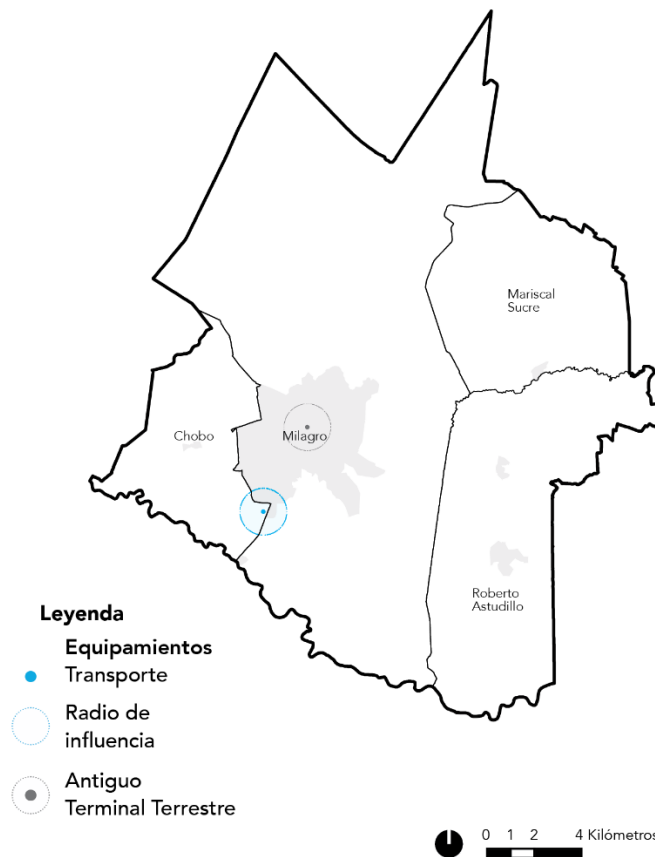 Mariscal
Sucre
Chobo
Milagro
Roberto
Astudillo
Leyenda
Equipamientos
Transporte
Radio de
influencia
Antiguo
Terminal Terrestre
0 1 2 4 Kilómetros